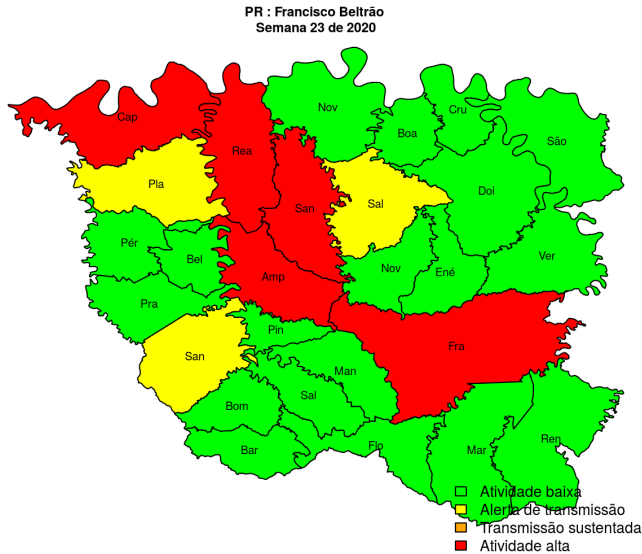 PR : Francisco Beltrão
Semana 23 de 2020
Cap
Nov
Cru
Boa
São
Rea
Pla
San
Sal
Doi
Pér
Bel
Nov
Ené
Ver
Amp
Pra
Pin
San
Man
Fra
Sal
Bom
Bar
Flo
Mar
Ren
Atividade baixa
Alerta de transmissão
Transmissão sustentada
Atividade alta